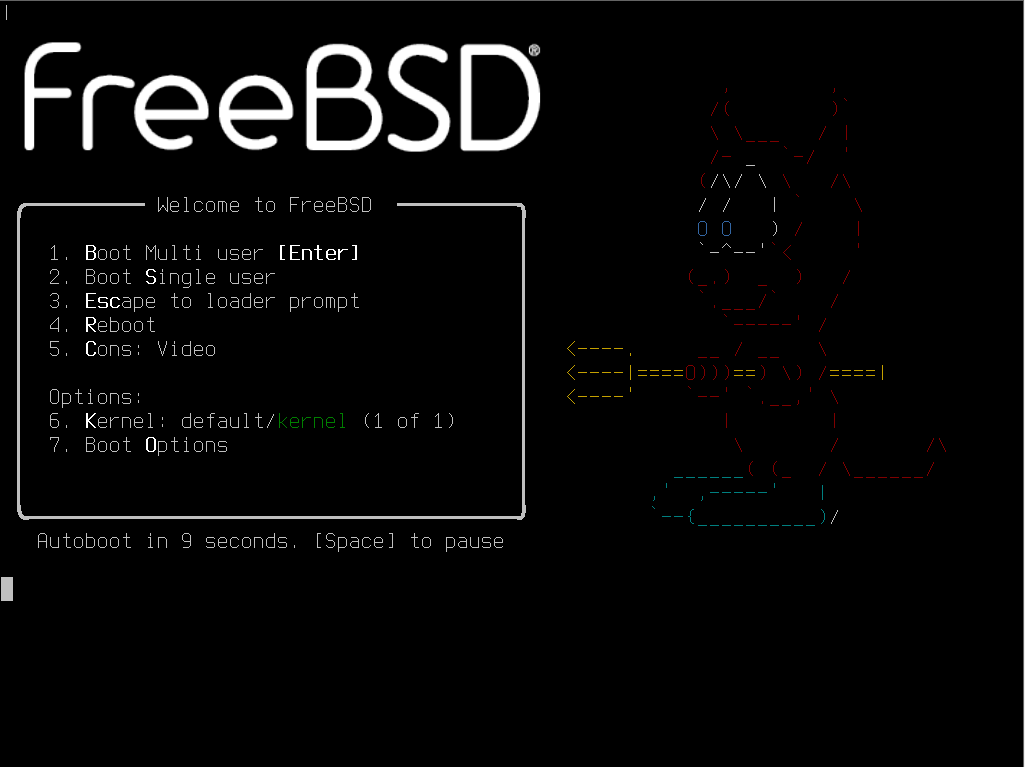 FreeBSD®
Welcome to FreeBSD
1. Boot Multi user [Enter]
2. Boot Single user
3. Escape to loader prompt
4. Reboot
5. Cons: Video
Options:
6. Kernel: default/kernel (1 of 1)
7. Boot Options
Autoboot in 9 seconds. [Space] to pause